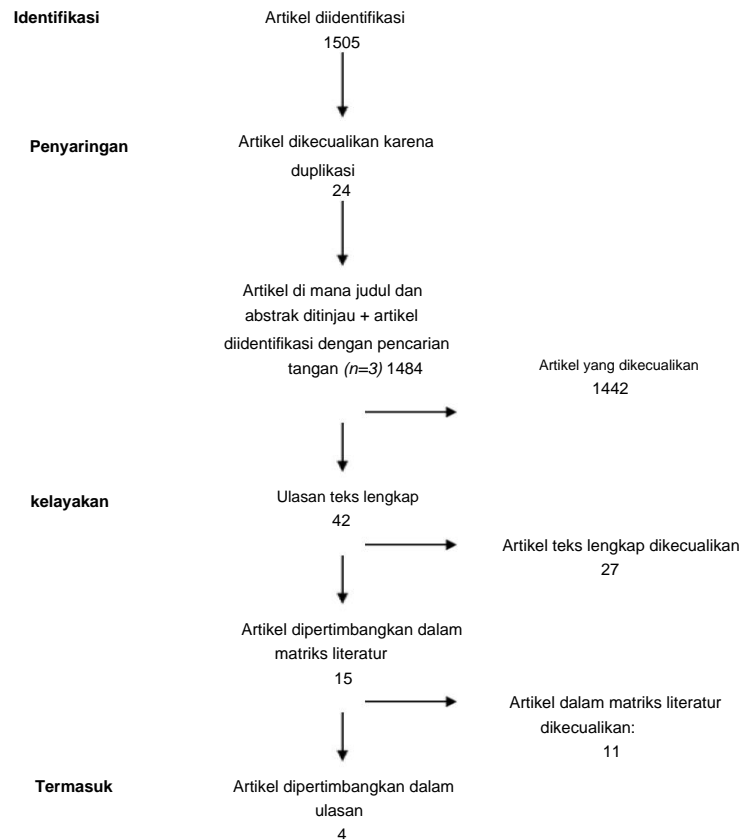 Identifikasi
Artikel diidentifikasi
1505
Penyaringan
Artikel dikecualikan karena
duplikasi
24
Artikel di mana judul dan
abstrak ditinjau + artikel
diidentifikasi dengan pencarian
tangan (n=3) 1484
Artikel yang dikecualikan
1442
kelayakan
Ulasan teks lengkap
42
Artikel teks lengkap dikecualikan
27
Artikel dipertimbangkan dalam
matriks literatur
15
Artikel dalam matriks literatur
dikecualikan:
11
Termasuk
Artikel dipertimbangkan dalam
ulasan
4